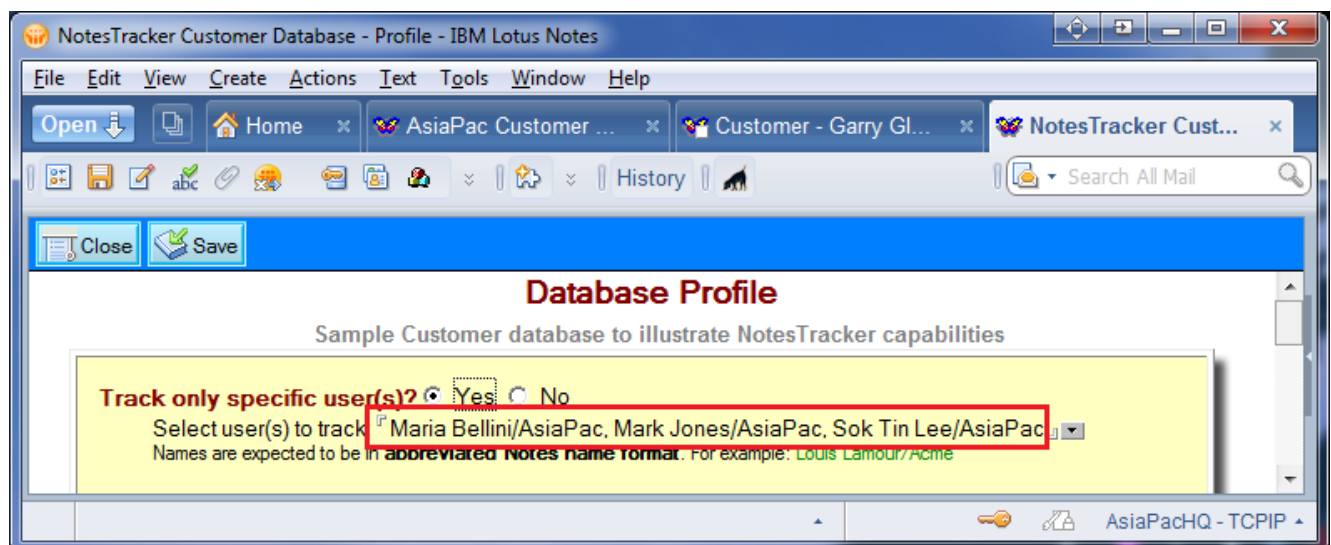 NotesTracker Customer Database - Profile - IBM Lotus Notes
File Edit View Create Actions Text Tools Window Help
Open Home AsiaPac Customer ... Customer - Garry Gl... NotesTracker Cust...
abc History Search All Mail
Close Save
Database Profile
Sample Customer database to illustrate NotesTracker capabilities
Track only specific user(s)? Yes No
Select user(s) to track Maria Bellini/AsiaPac, Mark Jones/AsiaPac, Sok Tin Lee/AsiaPac
Names are expected to be in abbreviated Notes name format. For example: Louis Lamour/Acme
AsiaPacHQ - TCPIP